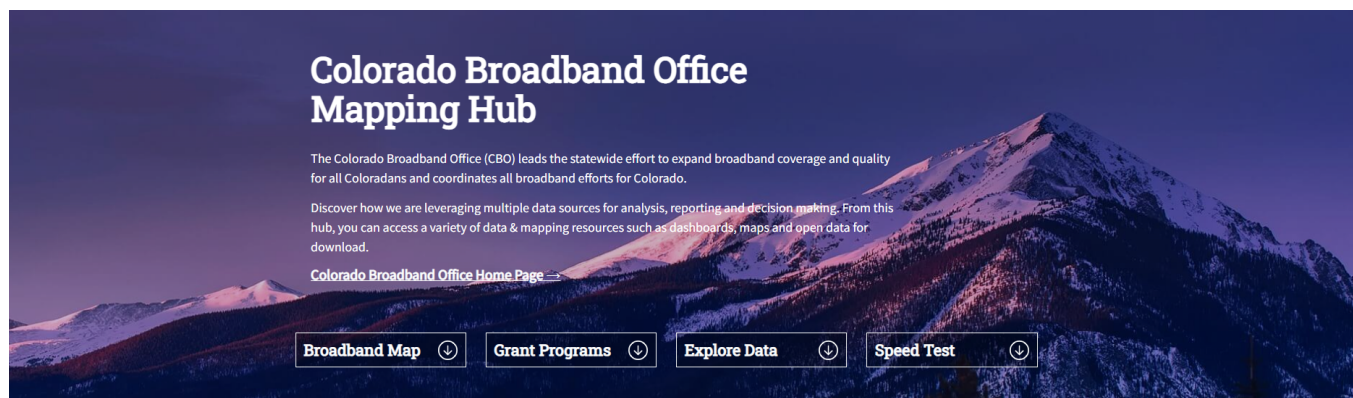 Colorado Broadband Office
Mapping Hub
The Colorado Broadband Office (CBO) leads the statewide effort to expand broadband coverage and quality
for all Coloradans and coordinates all broadband efforts for Colorado.
Discover how we are leveraging multiple data sources for analysis, reporting and decision making. From this
hub, you can access a variety of data & mapping resources such as dashboards, maps and open data for
download.
Colorado Broadband Office Home Page →
Broadband Map
Grant Programs
Explore Data
Speed Test